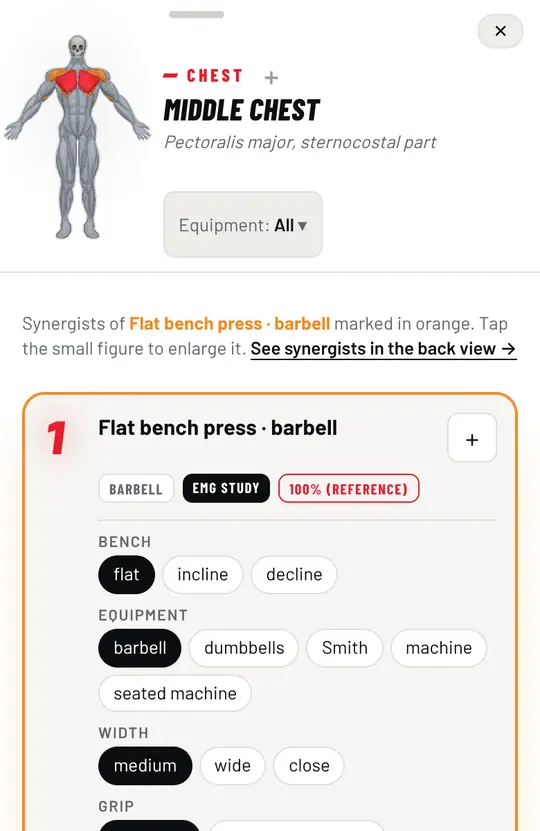 ✕
CHEST +
MIDDLE CHEST
Pectoralis major, sternocostal part
Equipment: All ▾
Synergists of Flat bench press · barbell marked in orange. Tap
the small figure to enlarge it. See synergists in the back view →
1 Flat bench press · barbell +
BARBELL EMG STUDY 100% (REFERENCE)
BENCH
flat incline decline
EQUIPMENT
barbell dumbbells Smith machine
seated machine
WIDTH
medium wide close
GRIP